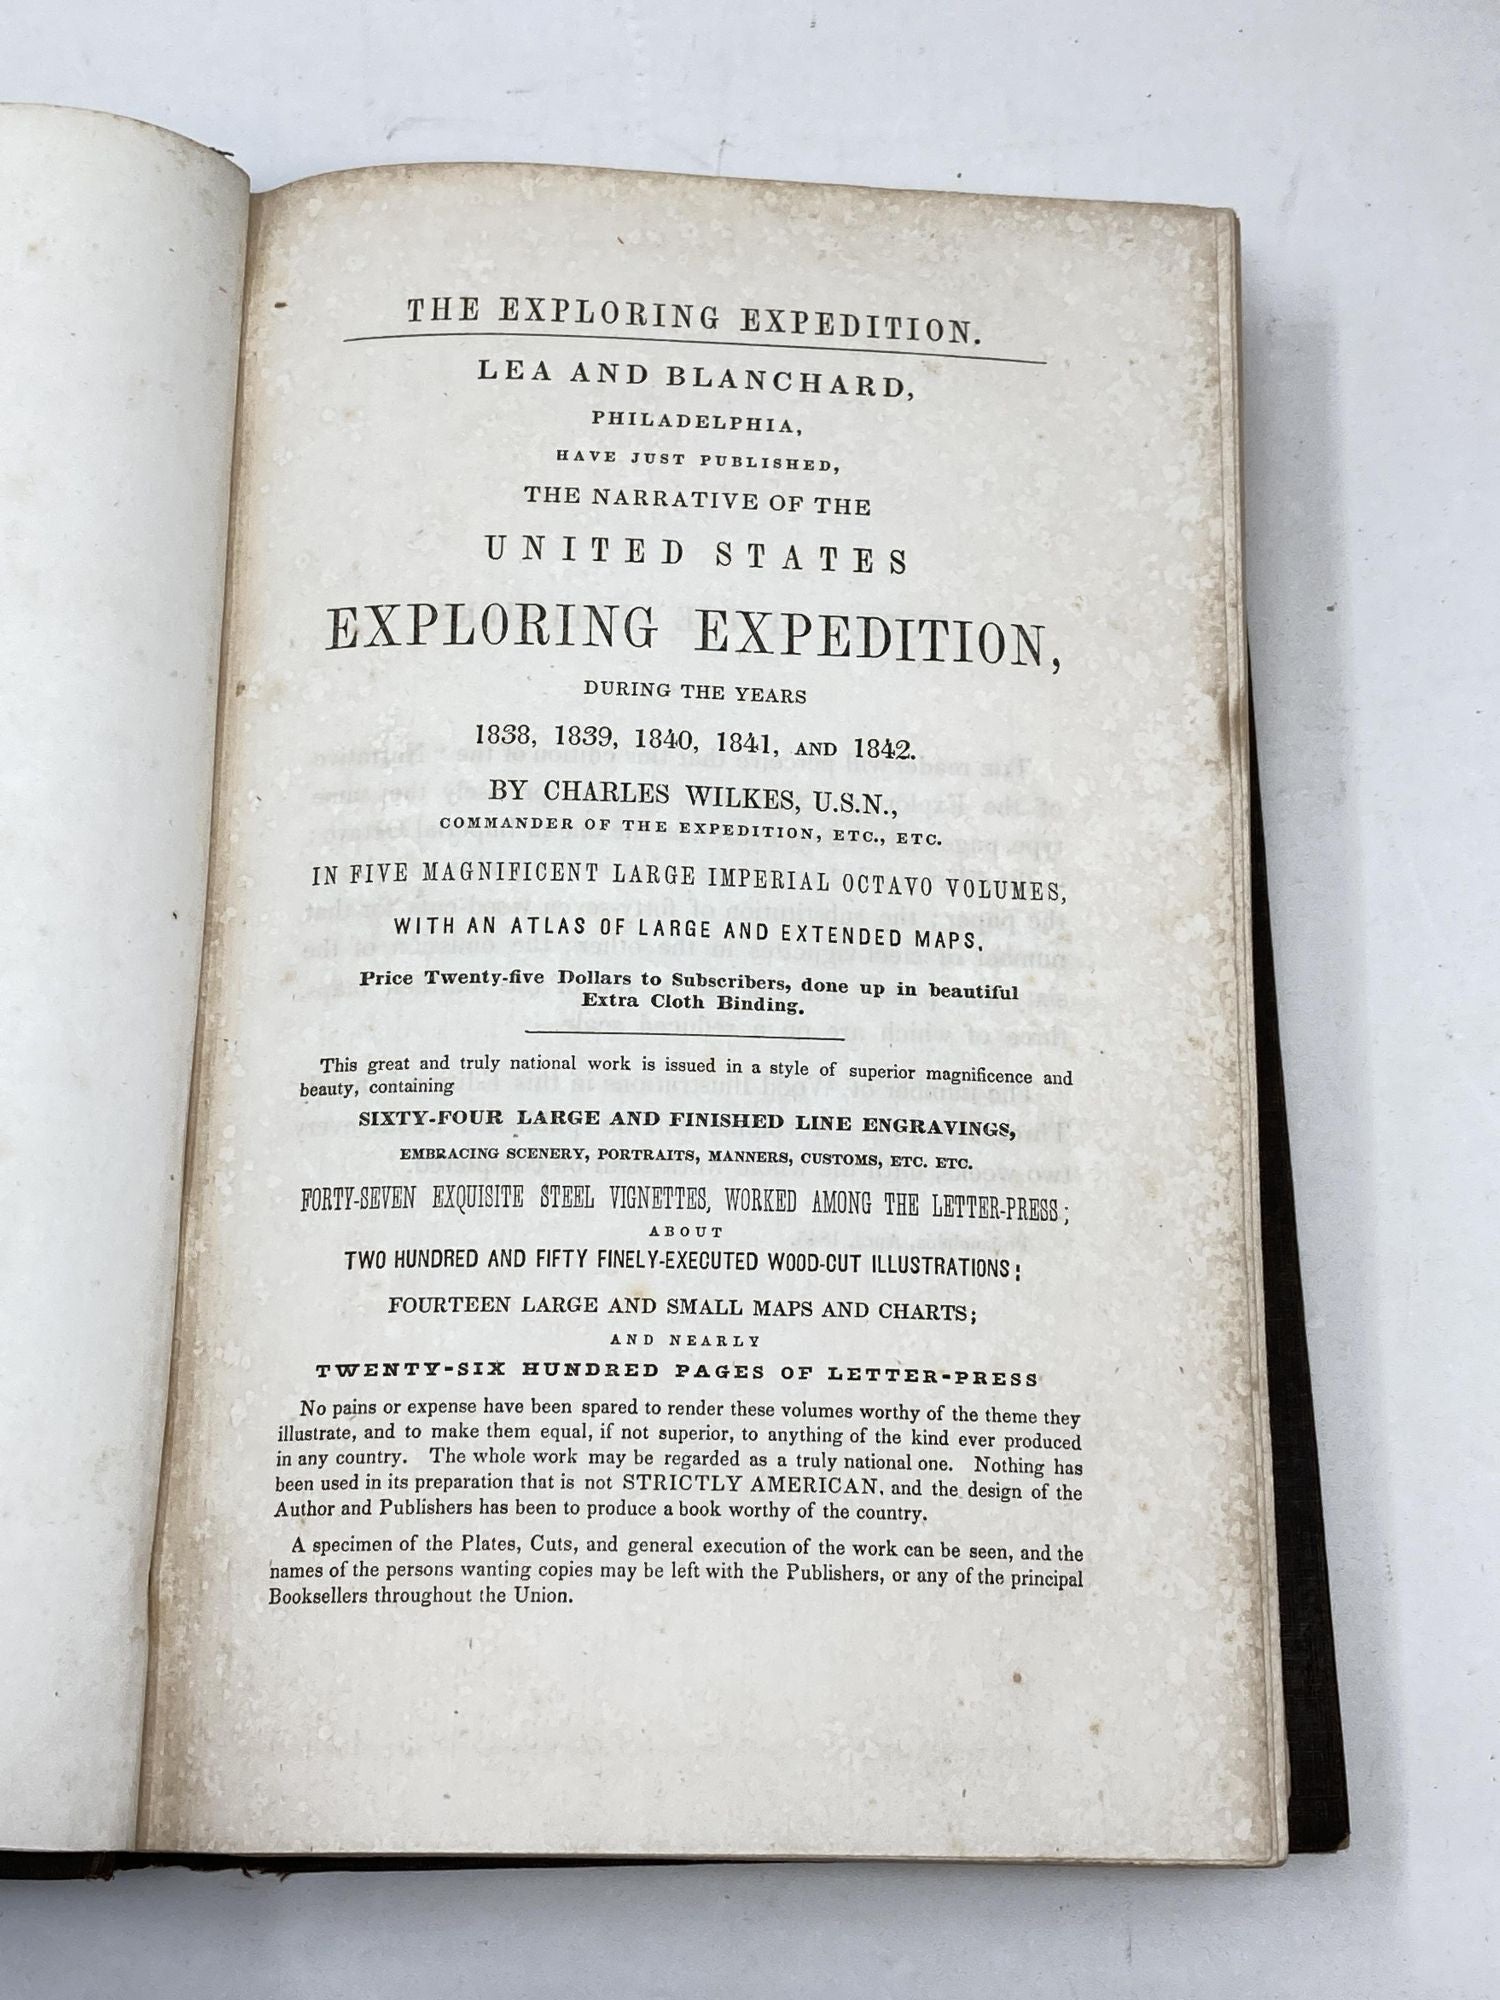 THE EXPLORING EXPEDITION.
LEA AND BLANCHARD,
PHILADELPHIA,
HAVE JUST PUBLISHED,
THE NARRATIVE OF THE
UNITED STATES
EXPLORING EXPEDITION,
DURING THE YEARS
1838, 1839, 1840, 1841, AND 1842.
BY CHARLES WILKES, U.S.N.,
COMMANDER OF THE EXPEDITION, ETC., ETC.
IN FIVE MAGNIFICENT LARGE IMPERIAL OCTAVO VOLUMES,
WITH AN ATLAS OF LARGE AND EXTENDED MAPS.
Price Twenty-five Dollars to Subscribers, done up in beautiful
Extra Cloth Binding.
This great and truly national work is issued in a style of superior magnificence and
beauty, containing
SIXTY-FOUR LARGE AND FINISHED LINE ENGRAVINGS,
EMBRACING SCENERY, PORTRAITS, MANNERS, CUSTOMS, ETC. ETC.
FORTY-SEVEN EXQUISITE STEEL VIGNETTES, WORKED AMONG THE LETTER-PRESS;
ABOUT
TWO HUNDRED AND FIFTY FINELY-EXECUTED WOOD-CUT ILLUSTRATIONS;
FOURTEEN LARGE AND SMALL MAPS AND CHARTS;
AND NEARLY
TWENTY-SIX HUNDRED PAGES OF LETTER-PRESS
No pains or expense have been spared to render these volumes worthy of the theme they
illustrate, and to make them equal, if not superior, to anything of the kind ever produced
in any country. The whole work may be regarded as a truly national one. Nothing has
been used in its preparation that is not STRICTLY AMERICAN, and the design of the
Author and Publishers has been to produce a book worthy of the country.
A specimen of the Plates, Cuts, and general execution of the work can be seen, and the
names of the persons wanting copies may be left with the Publishers, or any of the principal
Booksellers throughout the Union.